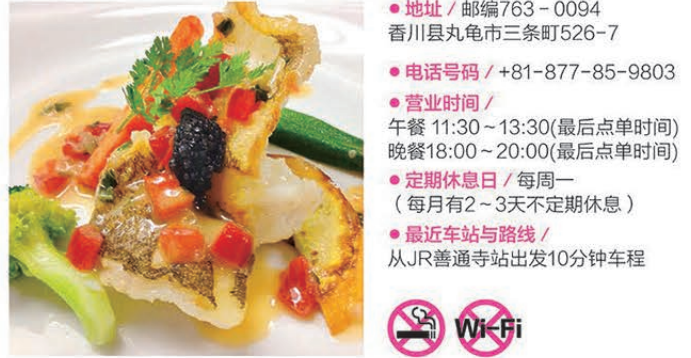 ● 地址 / 邮编763-0094
香川县丸龟市三条町526-7
● 电话号码 / +81-877-85-9803
● 营业时间 /
午餐 11:30~13:30(最后点单时间)
晚餐18:00~20:00(最后点单时间)
● 定期休息日 / 每周一
（每月有2~3天不定期休息）
● 最近车站与路线 /
从JR善通寺站出发10分钟车程
Wi-Fi